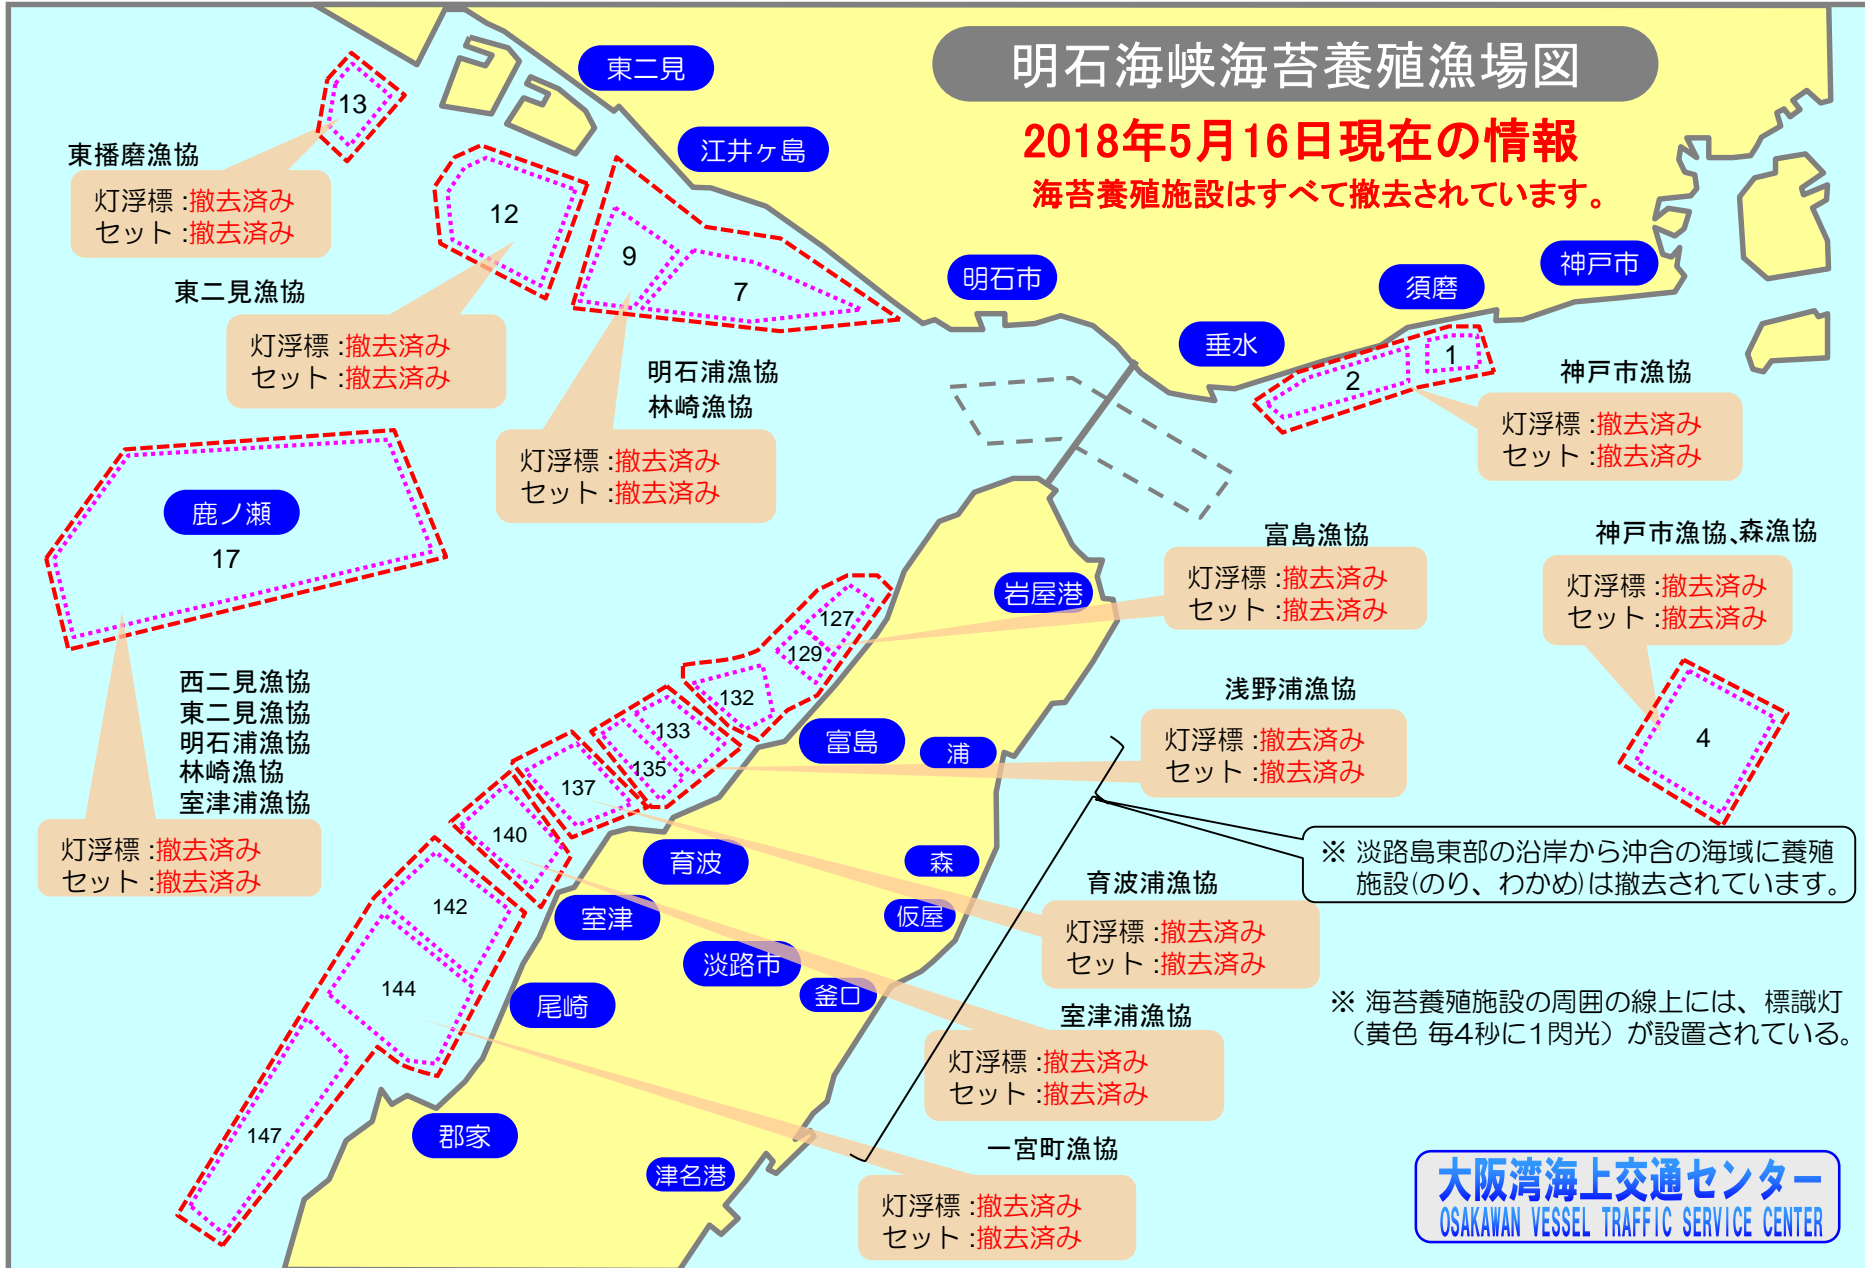 明石海峡海苔養殖漁場図
2018年5月16日現在の情報
海苔養殖施設はすべて撤去されています。
東二見
江井ヶ島
明石市
垂水
須磨
神戸市
13
東播磨漁協
灯浮標:撤去済み
セット:撤去済み
12
東二見漁協
灯浮標:撤去済み
セット:撤去済み
9
7
明石浦漁協
林崎漁協
灯浮標:撤去済み
セット:撤去済み
1
2
神戸市漁協
灯浮標:撤去済み
セット:撤去済み
鹿ノ瀬
17
西二見漁協
東二見漁協
明石浦漁協
林崎漁協
室津浦漁協
灯浮標:撤去済み
セット:撤去済み
神戸市漁協、森漁協
灯浮標:撤去済み
セット:撤去済み
4
岩屋港
富島漁協
灯浮標:撤去済み
セット:撤去済み
127
129
132
浅野浦漁協
灯浮標:撤去済み
セット:撤去済み
133
135
137
140
142
144
147
富島
浦
育波
森
室津
仮屋
淡路市
釜口
尾崎
郡家
津名港
※ 淡路島東部の沿岸から沖合の海域に養殖
施設(のり、わかめ)は撤去されています。
育波浦漁協
灯浮標:撤去済み
セット:撤去済み
※ 海苔養殖施設の周囲の線上には、標識灯
（黄色 毎4秒に1閃光）が設置されている。
室津浦漁協
灯浮標:撤去済み
セット:撤去済み
一宮町漁協
灯浮標:撤去済み
セット:撤去済み
大阪湾海上交通センター
OSAKAWAN VESSEL TRAFFIC SERVICE CENTER